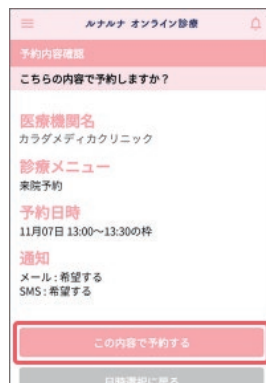 ルナルナ オンライン診療
予約内容確認
こちらの内容で予約しますか？
医療機関名
カラダメディカクリニック
診療メニュー
来院予約
予約日時
11月07日 13:00〜13:30の枠
通知
メール : 希望する
SMS : 希望する
この内容で予約する
日時選択に戻る